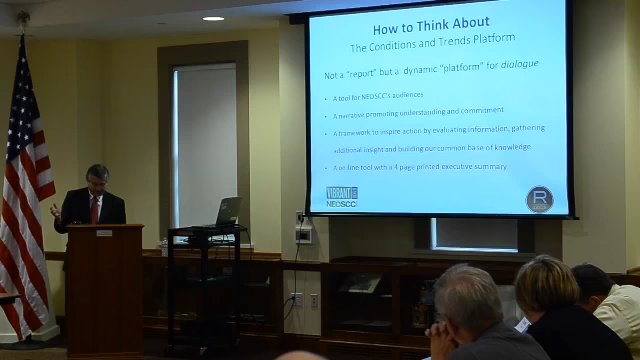 How to Think About
The Conditions and Trends Platform
Not a "report" but a dynamic "platform" for dialogue
• A tool for NEOSCC's audiences
• A narrative promoting understanding and commitment
• A framework to inspire action by evaluating information, gathering
additional insight and building our common base of knowledge
• A on line tool with a 4 page printed executive summary
VIBRANT
NEOSCC
R